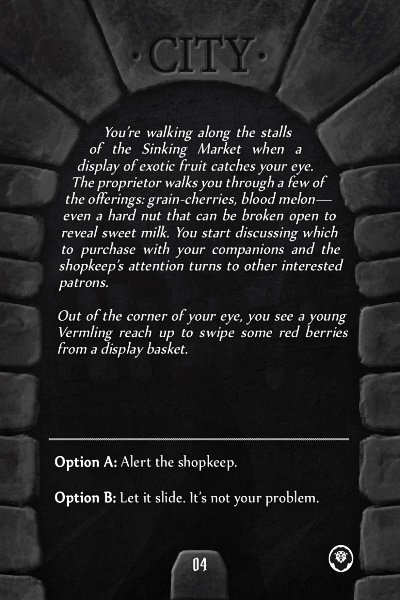 · CITY ·
You're walking along the stalls
of the Sinking Market when a
display of exotic fruit catches your eye.
The proprietor walks you through a few of
the offerings: grain-cherries, blood melon—
even a hard nut that can be broken open to
reveal sweet milk. You start discussing which
to purchase with your companions and the
shopkeep's attention turns to other interested
patrons.
Out of the corner of your eye, you see a young
Vermling reach up to swipe some red berries
from a display basket.
Option A: Alert the shopkeep.
Option B: Let it slide. It's not your problem.
04